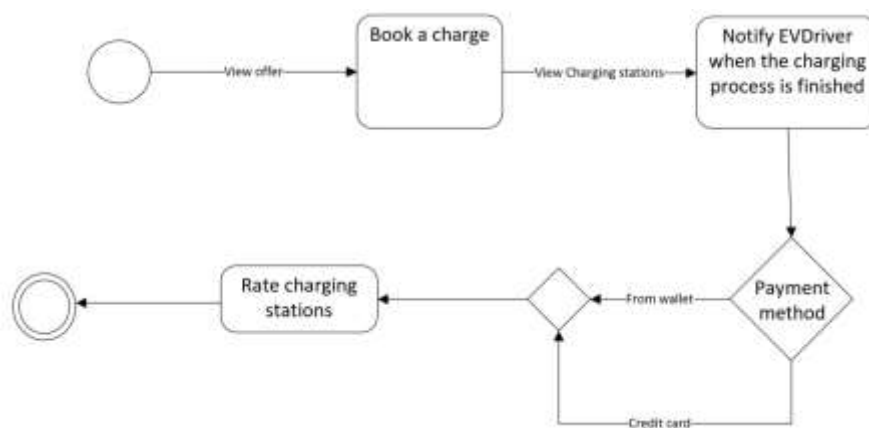 View offer
Book a charge
View Charging stations
Notify EVDriver
when the charging
process is finished
Payment
method
From wallet
Credit card
Rate charging
stations